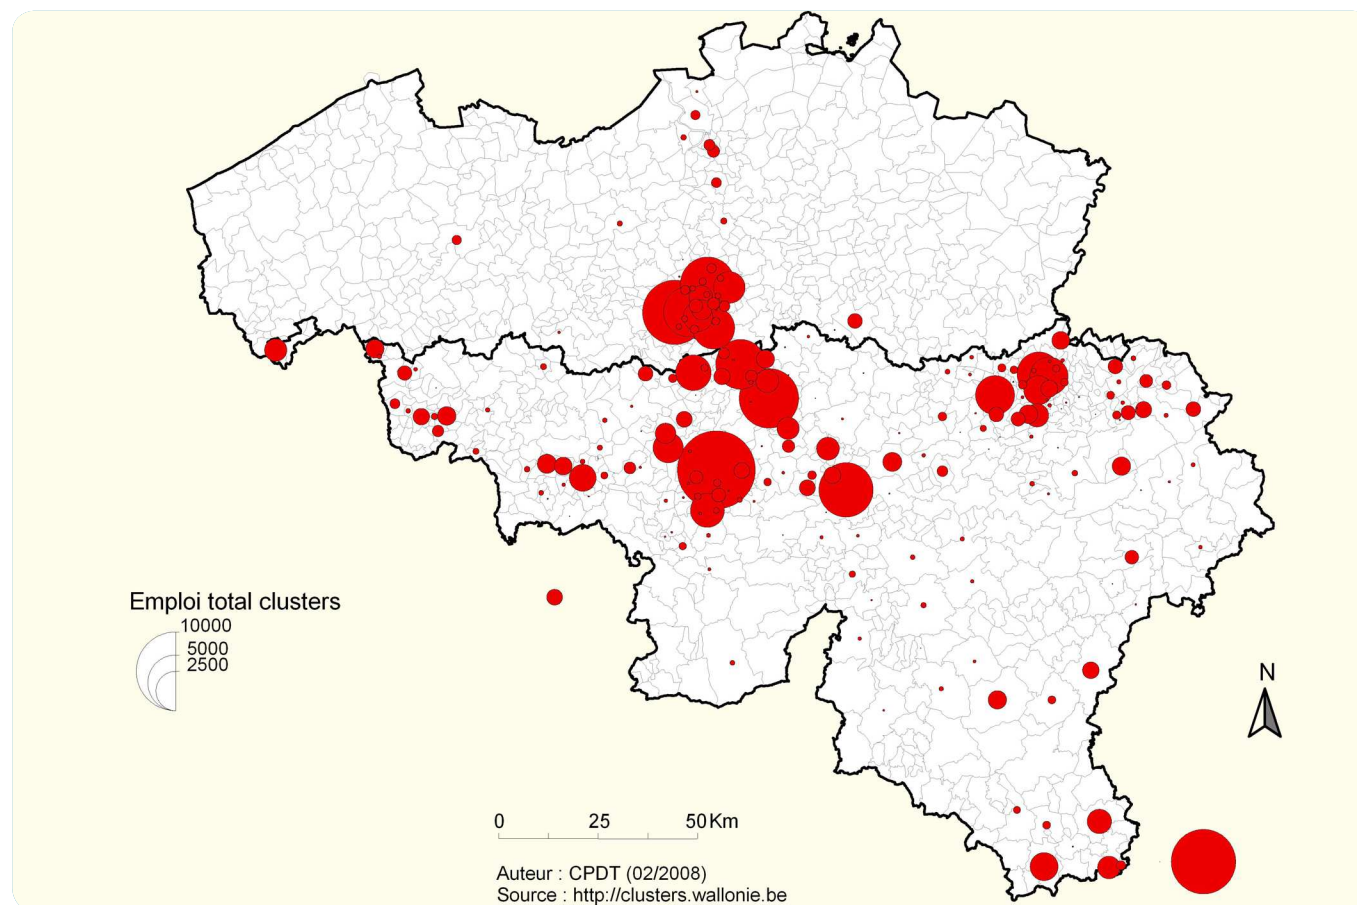 Emploi total clusters
10000
5000
2500
N
0 25 50Km
Auteur : CPDT (02/2008)
Source : http://clusters.wallonie.be